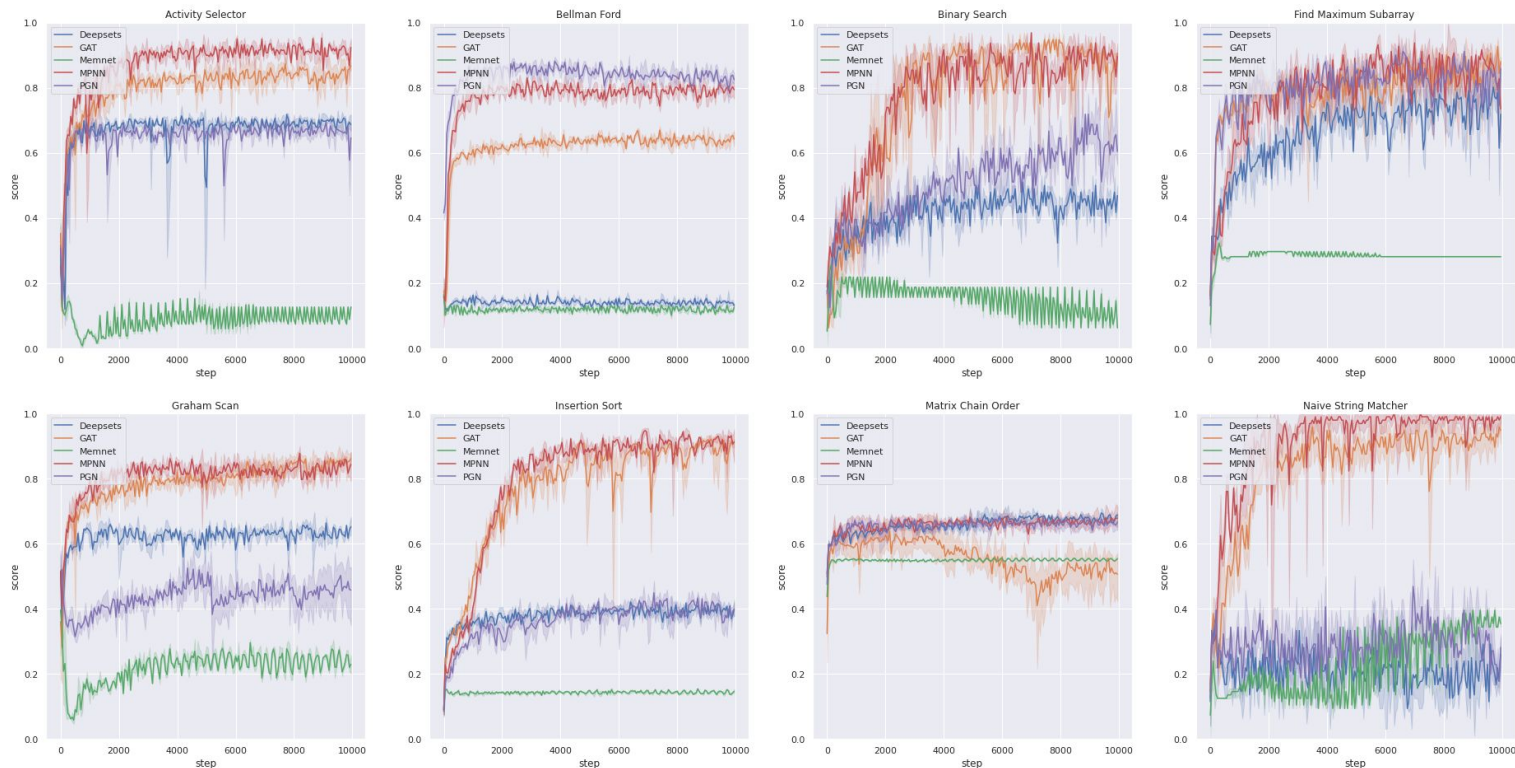 Activity Selector
1.0
0.8
0.6
0.4
0.2
0.0
score
Deepsets
GAT
Memnet
MPNN
PGN
0 2000 4000 6000 8000 10000
step
Bellman Ford
1.0
0.8
0.6
0.4
0.2
0.0
score
Deepsets
GAT
Memnet
MPNN
PGN
0 2000 4000 6000 8000 10000
step
Binary Search
1.0
0.8
0.6
0.4
0.2
0.0
score
Deepsets
GAT
Memnet
MPNN
PGN
0 2000 4000 6000 8000 10000
step
Find Maximum Subarray
1.0
0.8
0.6
0.4
0.2
0.0
score
Deepsets
GAT
Memnet
MPNN
PGN
0 2000 4000 6000 8000 10000
step
Graham Scan
1.0
0.8
0.6
0.4
0.2
0.0
score
Deepsets
GAT
Memnet
MPNN
PGN
0 2000 4000 6000 8000 10000
step
Insertion Sort
1.0
0.8
0.6
0.4
0.2
0.0
score
Deepsets
GAT
Memnet
MPNN
PGN
0 2000 4000 6000 8000 10000
step
Matrix Chain Order
1.0
0.8
0.6
0.4
0.2
0.0
score
Deepsets
GAT
Memnet
MPNN
PGN
0 2000 4000 6000 8000 10000
step
Naive String Matcher
1.0
0.8
0.6
0.4
0.2
0.0
score
Deepsets
GAT
Memnet
MPNN
PGN
0 2000 4000 6000 8000 10000
step